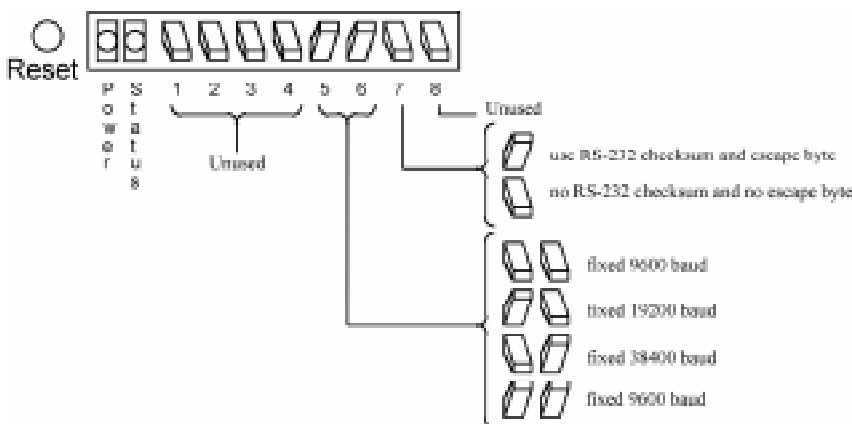 Reset
Power
Status
1 2 3 4 5 6 7 8
Unused
Unused
use RS-232 checksum and escape byte
no RS-232 checksum and no escape byte
fixed 9600 baud
fixed 19200 baud
fixed 38400 baud
fixed 9600 baud